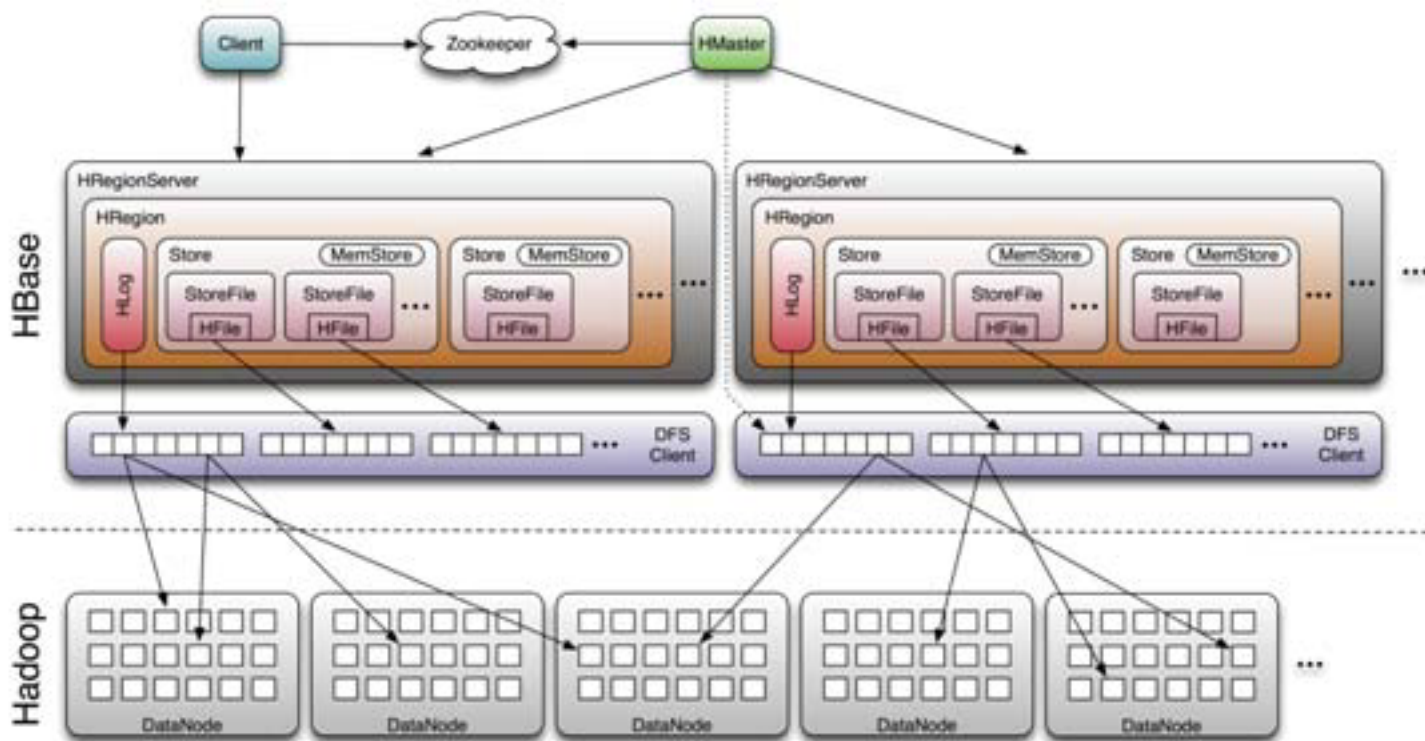 Client
Zookeeper
HMaster
HBase
HRegionServer
HRegionServer
HRegion
HRegion
HLog
Store
MemStore
Store
MemStore
StoreFile
StoreFile
...
StoreFile
...
...
HFile
HFile
HFile
HLog
Store
MemStore
Store
MemStore
StoreFile
StoreFile
...
StoreFile
...
...
...
HFile
HFile
HFile
...
DFS
Client
...
DFS
Client
Hadoop
DataNode
DataNode
DataNode
DataNode
DataNode
...